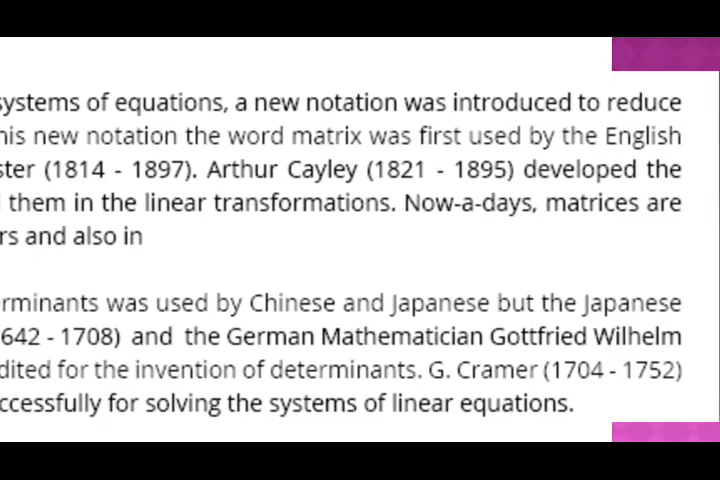 systems of equations, a new notation was introduced to reduce
his new notation the word matrix was first used by the English
ster (1814 - 1897). Arthur Cayley (1821 - 1895) developed the
them in the linear transformations. Now-a-days, matrices are
rs and also in
erminants was used by Chinese and Japanese but the Japanese
642 - 1708) and the German Mathematician Gottfried Wilhelm
dited for the invention of determinants. G. Cramer (1704 - 1752)
ccessfully for solving the systems of linear equations.